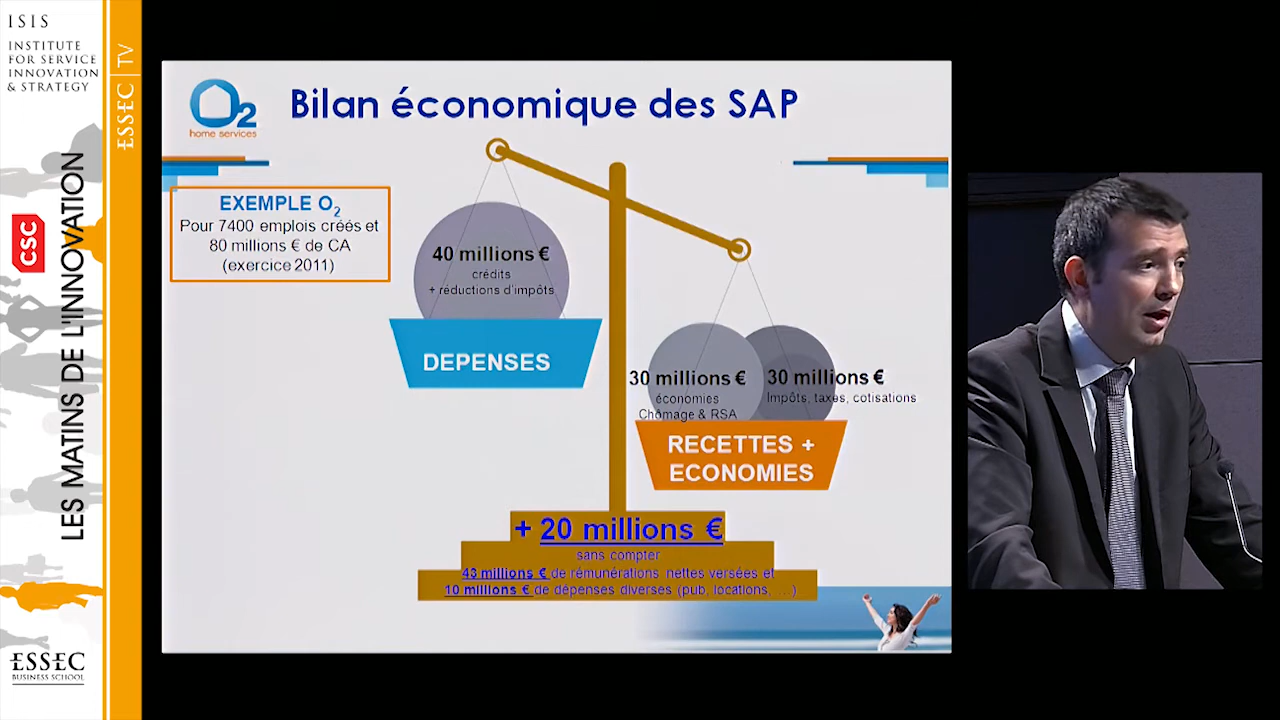 ISIS
INSTITUTE
FOR SERVICE
INNOVATION
& STRATEGY
ESSEC | TV
CSC
LES MATINS DE L'INNOVATION
ESSEC
BUSINESS SCHOOL
O2
home services
Bilan économique des SAP
EXEMPLE O2
Pour 7400 emplois créés et
80 millions € de CA
(exercice 2011)
40 millions €
crédits
+ réductions d'impôts
DEPENSES
30 millions €
économies
Chômage & RSA
30 millions €
Impôts, taxes, cotisations
RECETTES +
ECONOMIES
+ 20 millions €
sans compter
43 millions € de rémunérations nettes versées et
10 millions € de dépenses diverses (pub, locations, …)